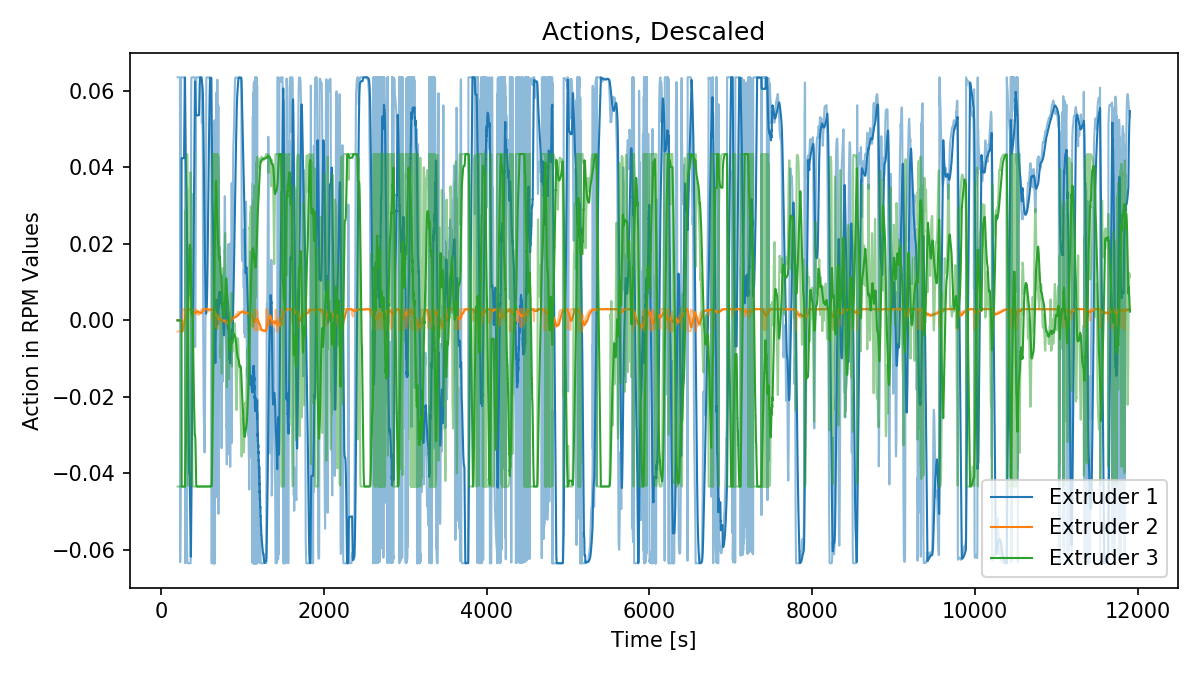 Actions, Descaled
Action in RPM Values
0.06
0.04
0.02
0.00
−0.02
−0.04
−0.06
Extruder 1
Extruder 2
Extruder 3
0
2000
4000
6000
8000
10000
12000
Time [s]